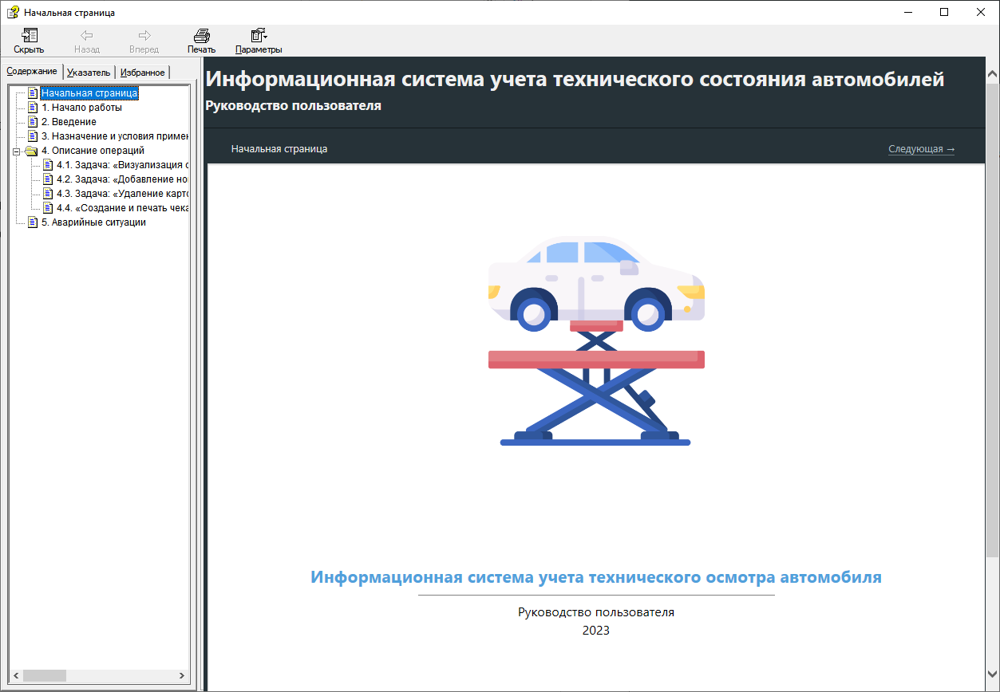 Начальная страница
Скрыть Назад Вперед Печать Параметры
Содержание Указатель Избранное
Начальная страница
1. Начало работы
2. Введение
3. Назначение и условия
4. Описание операций
4.1. Задача: «Визуализация
4.2. Задача: «Добавление
4.3. Задача: «Удаление
4.4. «Создание и печать чека
5. Аварийные ситуации
Информационная система учета технического состояния автомобилей
Руководство пользователя
Начальная страница Следующая →
Информационная система учета технического осмотра автомобиля
Руководство пользователя
2023